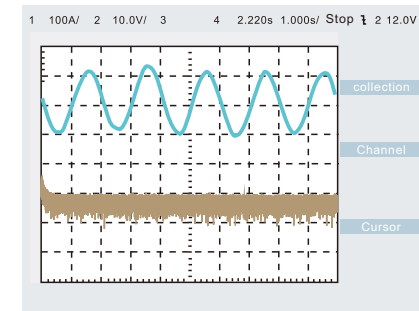 1 100A/ 2 10.0V/ 3 4 2.220s 1.000s/ Stop 2 12.0V
collection
Channel
Cursor